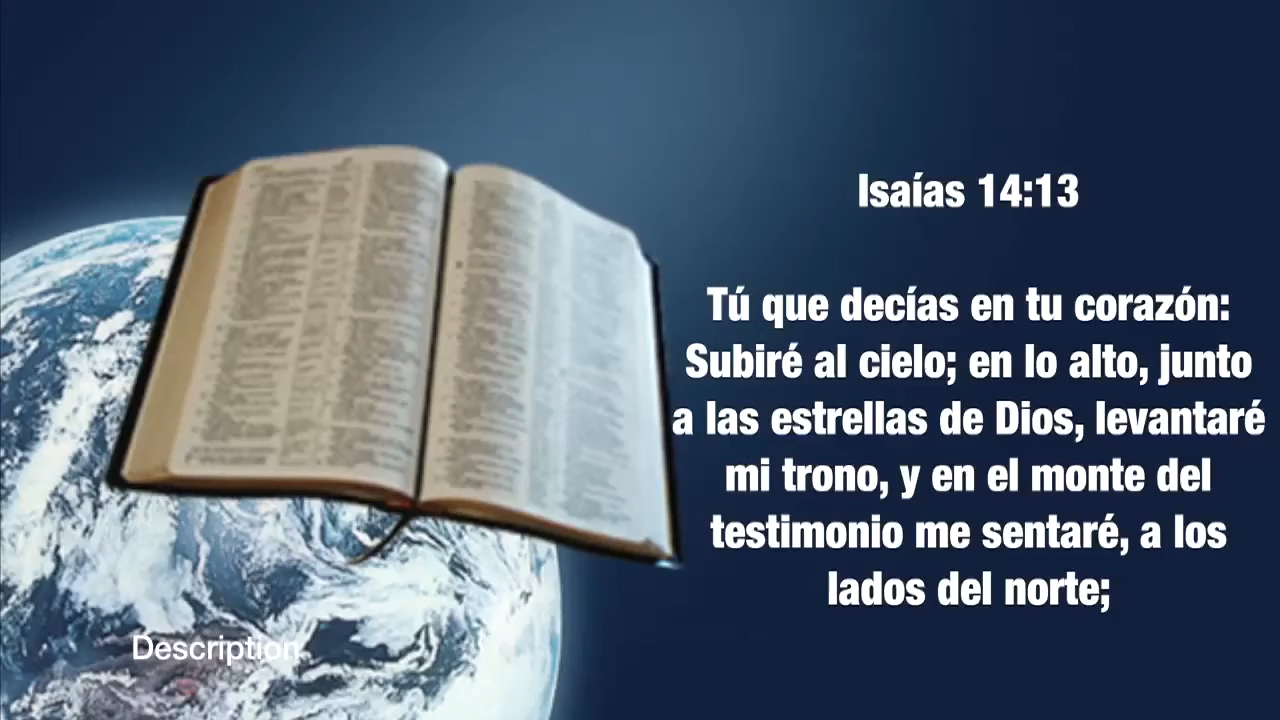 Isaías 14:13
Tú que decías en tu corazón:
Subiré al cielo; en lo alto, junto
a las estrellas de Dios, levantaré
mi trono, y en el monte del
testimonio me sentaré, a los
lados del norte;
Description